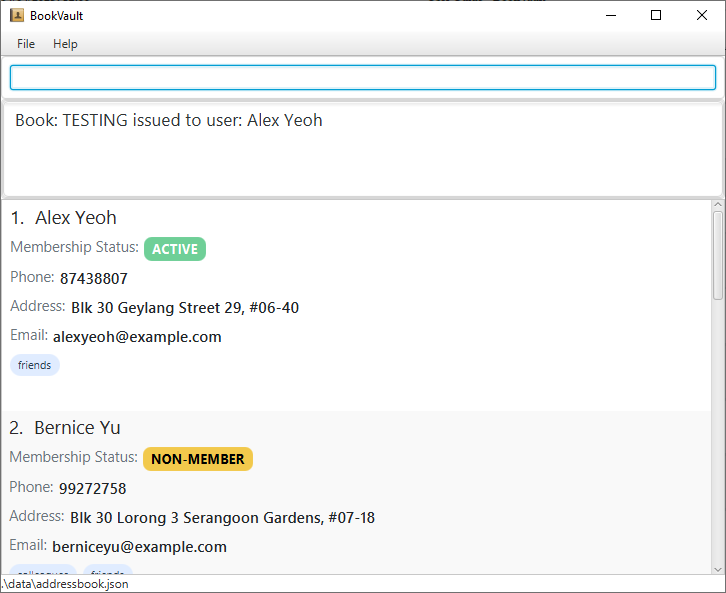 BookVault
File Help
Book: TESTING issued to user: Alex Yeoh
1. Alex Yeoh
Membership Status: ACTIVE
Phone: 87438807
Address: Blk 30 Geylang Street 29, #06-40
Email: alexyeoh@example.com
friends
2. Bernice Yu
Membership Status: NON-MEMBER
Phone: 99272758
Address: Blk 30 Lorong 3 Serangoon Gardens, #07-18
Email: berniceyu@example.com
colleagues friends
.\data\addressbook.json